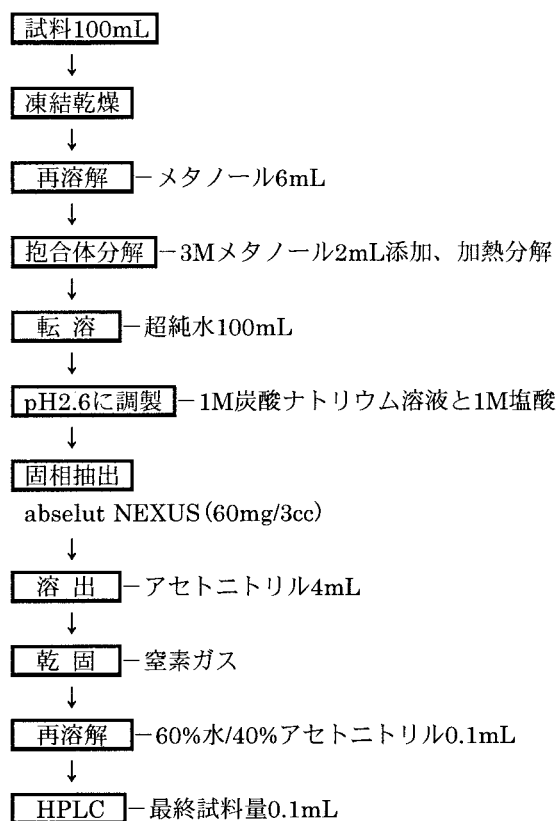 試料100mL
↓
凍結乾燥
↓
再溶解－メタノール6mL
↓
抱合体分解－3Mメタノール2mL添加、加熱分解
↓
転 溶－超純水100mL
↓
pH2.6に調製－1M炭酸ナトリウム溶液と1M塩酸
↓
固相抽出
abselut NEXUS(60mg/3cc)
↓
溶 出－アセトニトリル4mL
↓
乾 固－窒素ガス
↓
再溶解－60%水/40%アセトニトリル0.1mL
↓
HPLC－最終試料量0.1mL